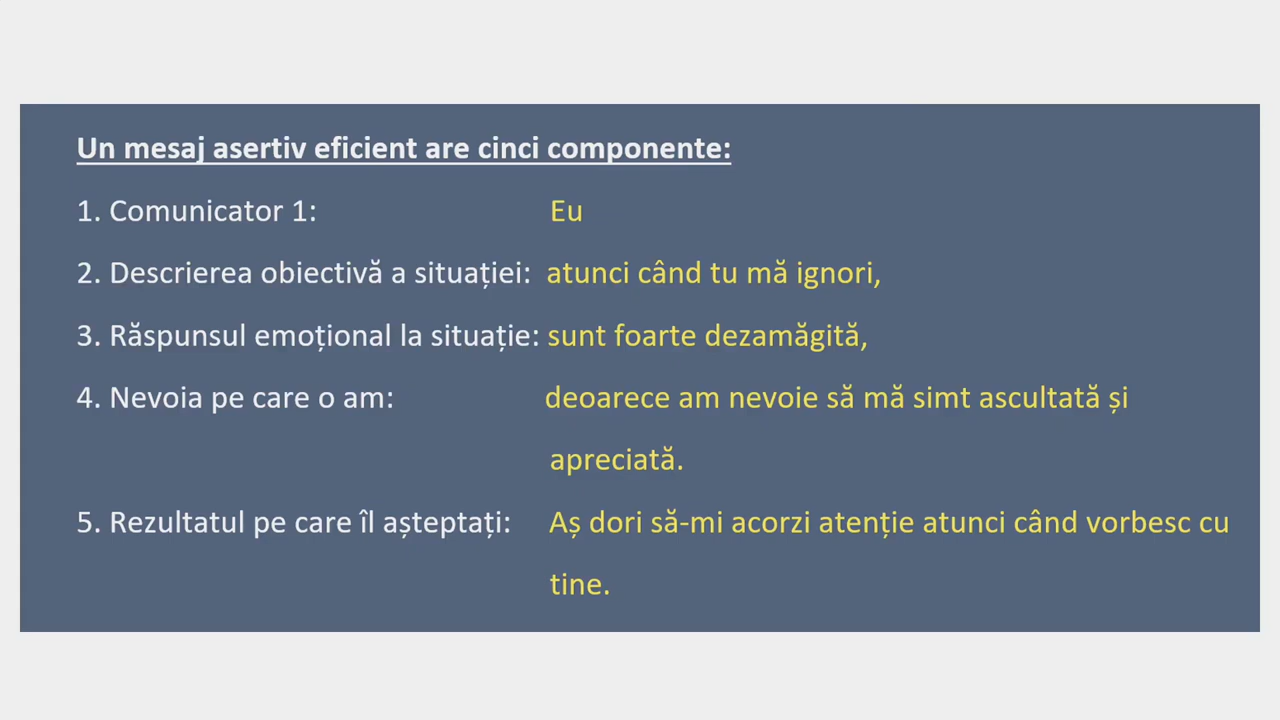 Un mesaj asertiv eficient are cinci componente:
1. Comunicator 1: Eu
2. Descrierea obiectivă a situației: atunci când tu mă ignori,
3. Răspunsul emoțional la situație: sunt foarte dezamăgită,
4. Nevoia pe care o am: deoarece am nevoie să mă simt ascultată și
apreciată.
5. Rezultatul pe care îl așteptați: Aș dori să-mi acorzi atenție atunci când vorbesc cu
tine.